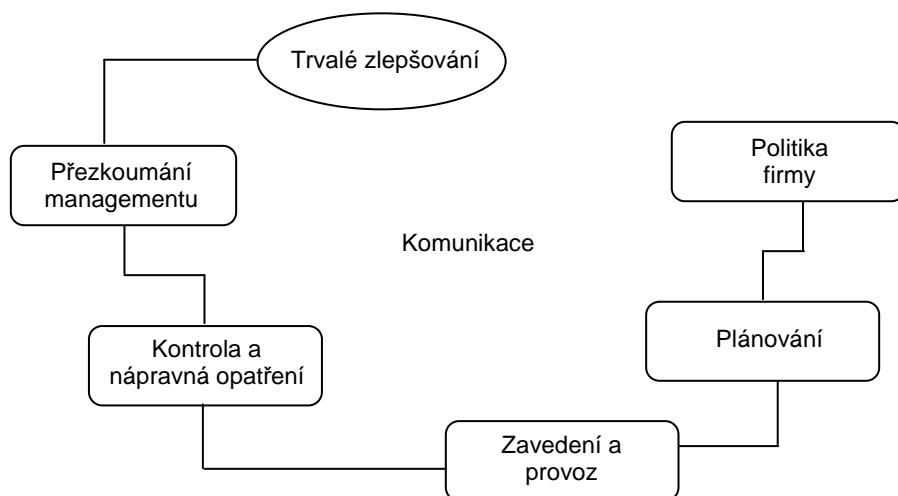 Trvalé zlepšování
Přezkoumání
managementu
Politika
firmy
Komunikace
Kontrola a
nápravná opatření
Plánování
Zavedení a
provoz